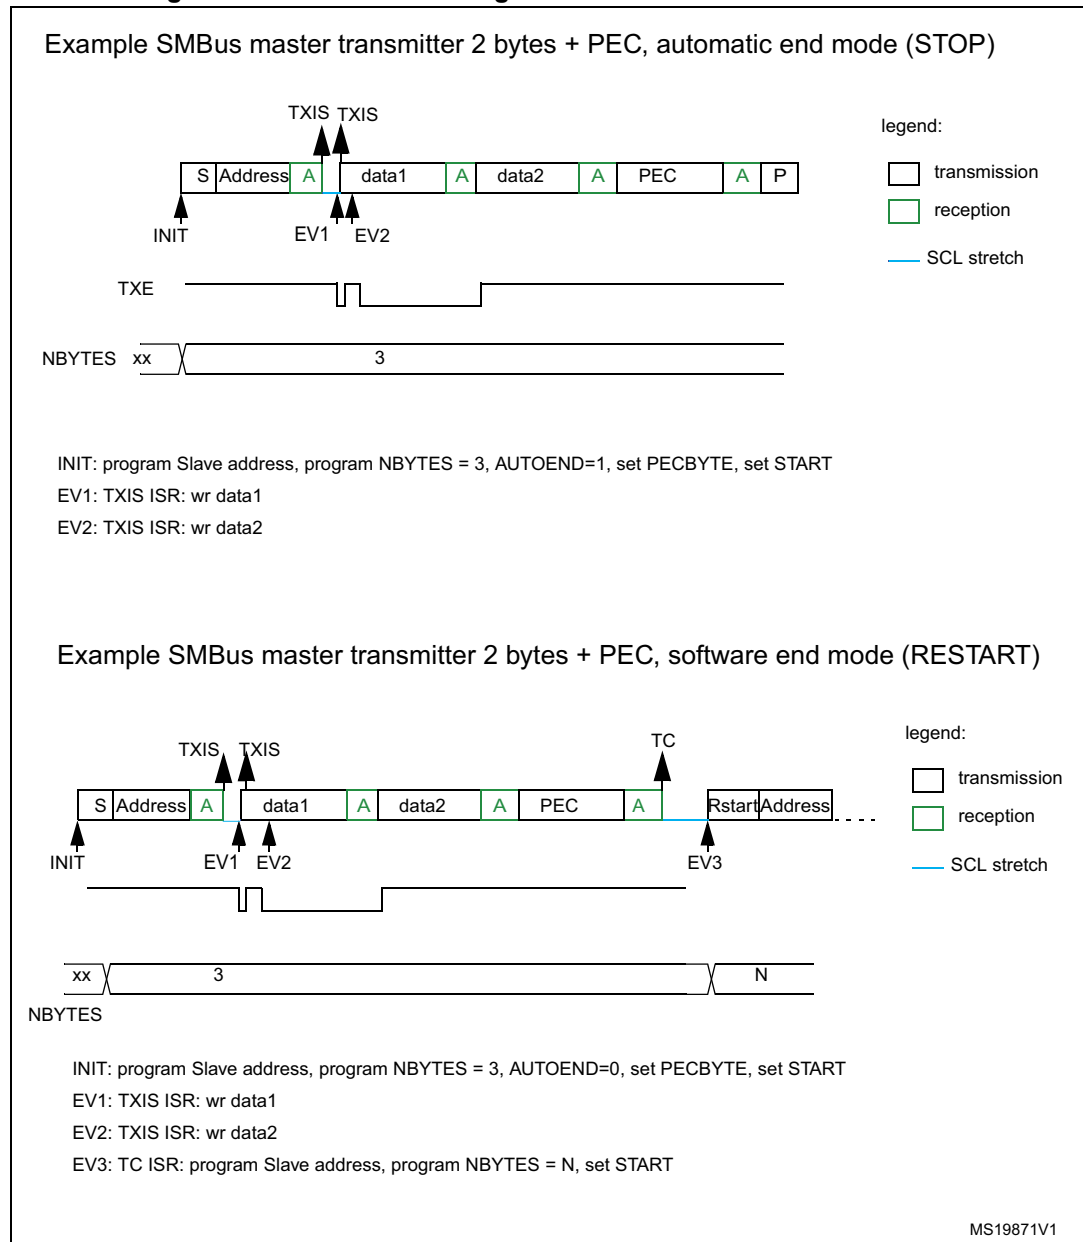 Example SMBus master transmitter 2 bytes + PEC, automatic end mode (STOP)
TXIS TXIS
legend:
S Address A data1 A data2 A PEC A P
transmission
reception
INIT EV1 EV2
SCL stretch
TXE
NBYTES xx 3
INIT: program Slave address, program NBYTES = 3, AUTOEND=1, set PECBYTE, set START
EV1: TXIS ISR: wr data1
EV2: TXIS ISR: wr data2
Example SMBus master transmitter 2 bytes + PEC, software end mode (RESTART)
TXIS TXIS TC
legend:
S Address A data1 A data2 A PEC A Rstart Address
transmission
reception
INIT EV1 EV2 EV3
SCL stretch
xx 3 N
NBYTES
INIT: program Slave address, program NBYTES = 3, AUTOEND=0, set PECBYTE, set START
EV1: TXIS ISR: wr data1
EV2: TXIS ISR: wr data2
EV3: TC ISR: program Slave address, program NBYTES = N, set START
MS19871V1